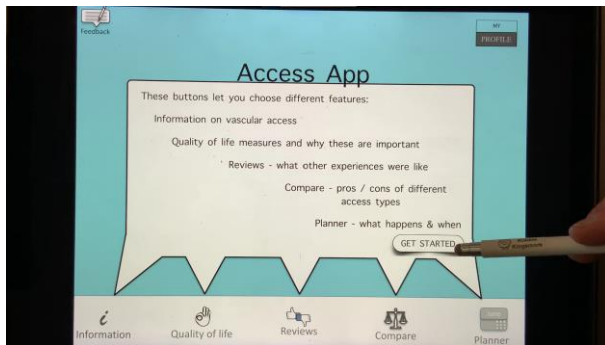 Feedback
MY
PROFILE
Access App
These buttons let you choose different features:
Information on vascular access
Quality of life measures and why these are important
Reviews - what other experiences were like
Compare - pros / cons of different
access types
Planner - what happens & when
GET STARTED
i
Information
Quality of life
Reviews
Compare
Planner